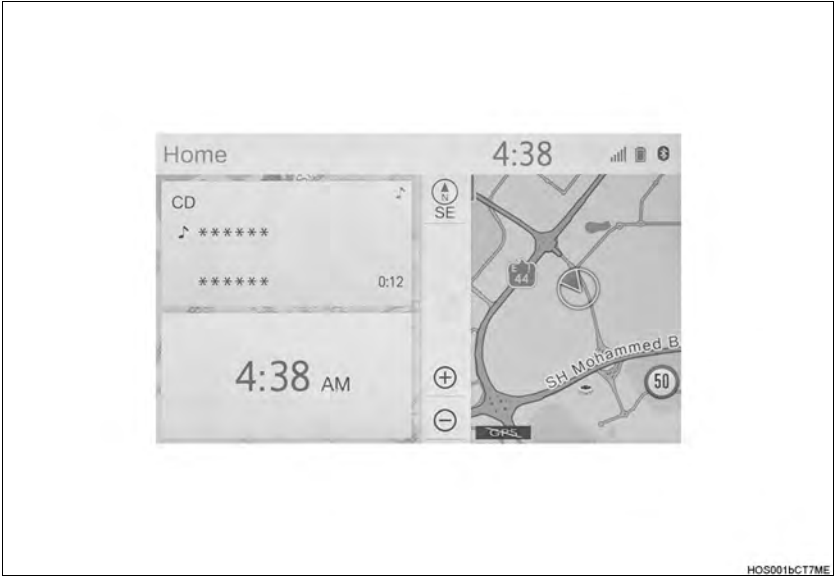 Home 4:38
CD
♪ ******
****** 0:12
4:38 AM
N
SE
E 44
SH Mohammed B
50
GPS
HOS001bCT7ME